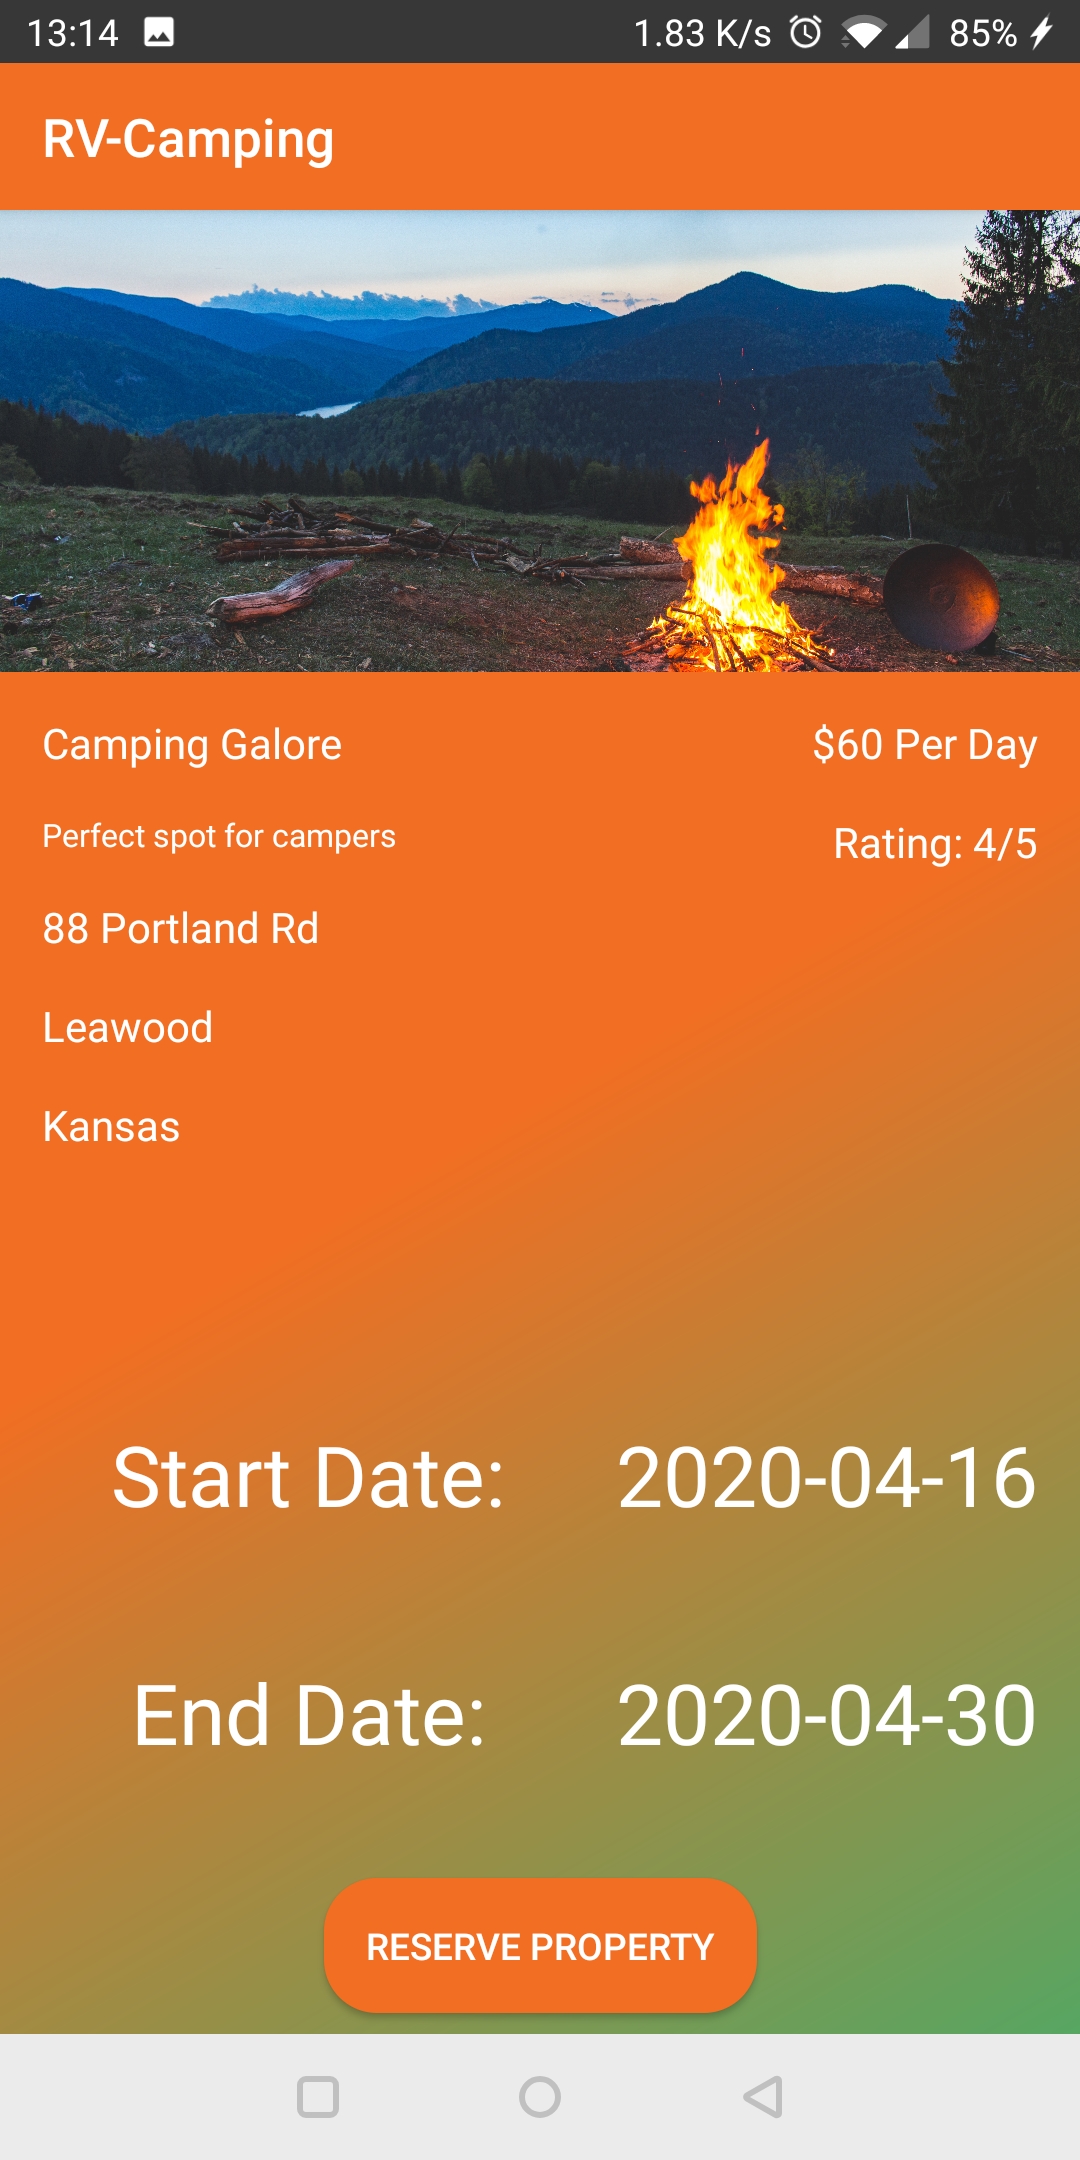 13:14 1.83 K/s 85%
RV-Camping
Camping Galore $60 Per Day
Perfect spot for campers Rating: 4/5
88 Portland Rd
Leawood
Kansas
Start Date: 2020-04-16
End Date: 2020-04-30
RESERVE PROPERTY